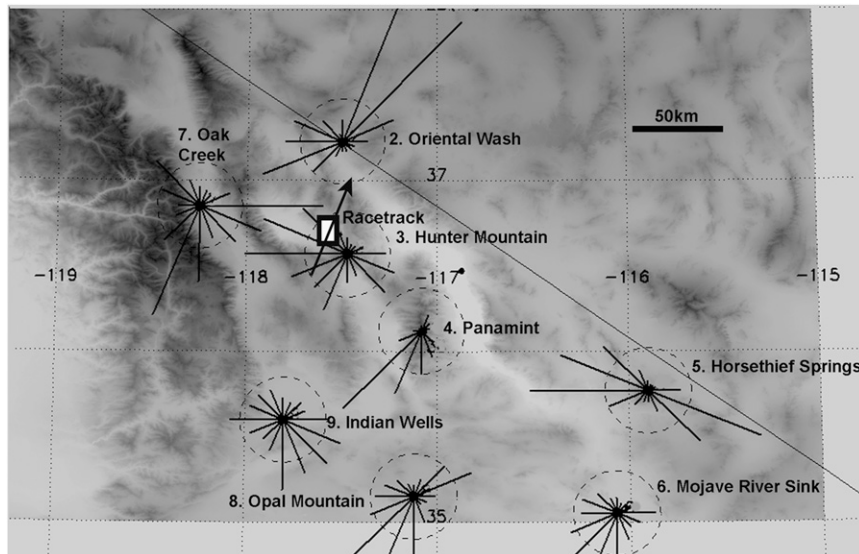 50km
7. Oak
Creek
2. Oriental Wash
37
Racetrack
3. Hunter Mountain
-119
-118
-117
-116
-115
4. Panamint
5. Horsethief Springs
9. Indian Wells
8. Opal Mountain
6. Mojave River Sink
35